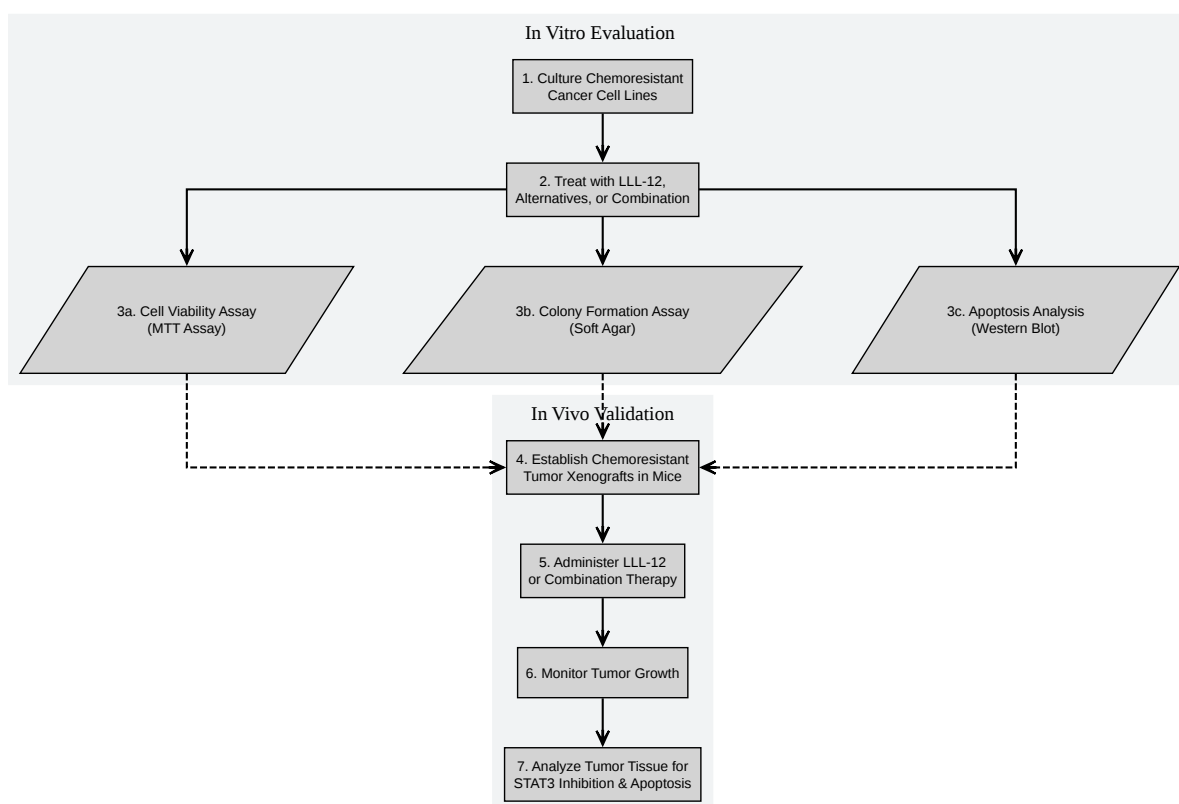 In Vitro Evaluation
1. Culture Chemoresistant
Cancer Cell Lines
2. Treat with LLL-12,
Alternatives, or Combination
3a. Cell Viability Assay
(MTT Assay)
3b. Colony Formation Assay
(Soft Agar)
3c. Apoptosis Analysis
(Western Blot)
In Vivo Validation
4. Establish Chemoresistant
Tumor Xenografts in Mice
5. Administer LLL-12
or Combination Therapy
6. Monitor Tumor Growth
7. Analyze Tumor Tissue for
STAT3 Inhibition & Apoptosis